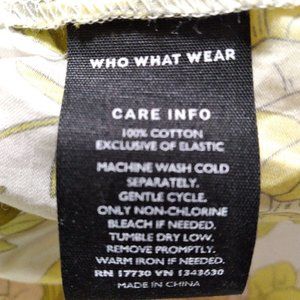 WHO WHAT WEAR
CARE INFO
100% COTTON
EXCLUSIVE OF ELASTIC
MACHINE WASH COLD
SEPARATELY.
GENTLE CYCLE.
ONLY NON-CHLORINE
BLEACH IF NEEDED.
TUMBLE DRY LOW.
REMOVE PROMPTLY.
WARM IRON IF NEEDED.
RN 17730 VN 1343630
MADE IN CHINA